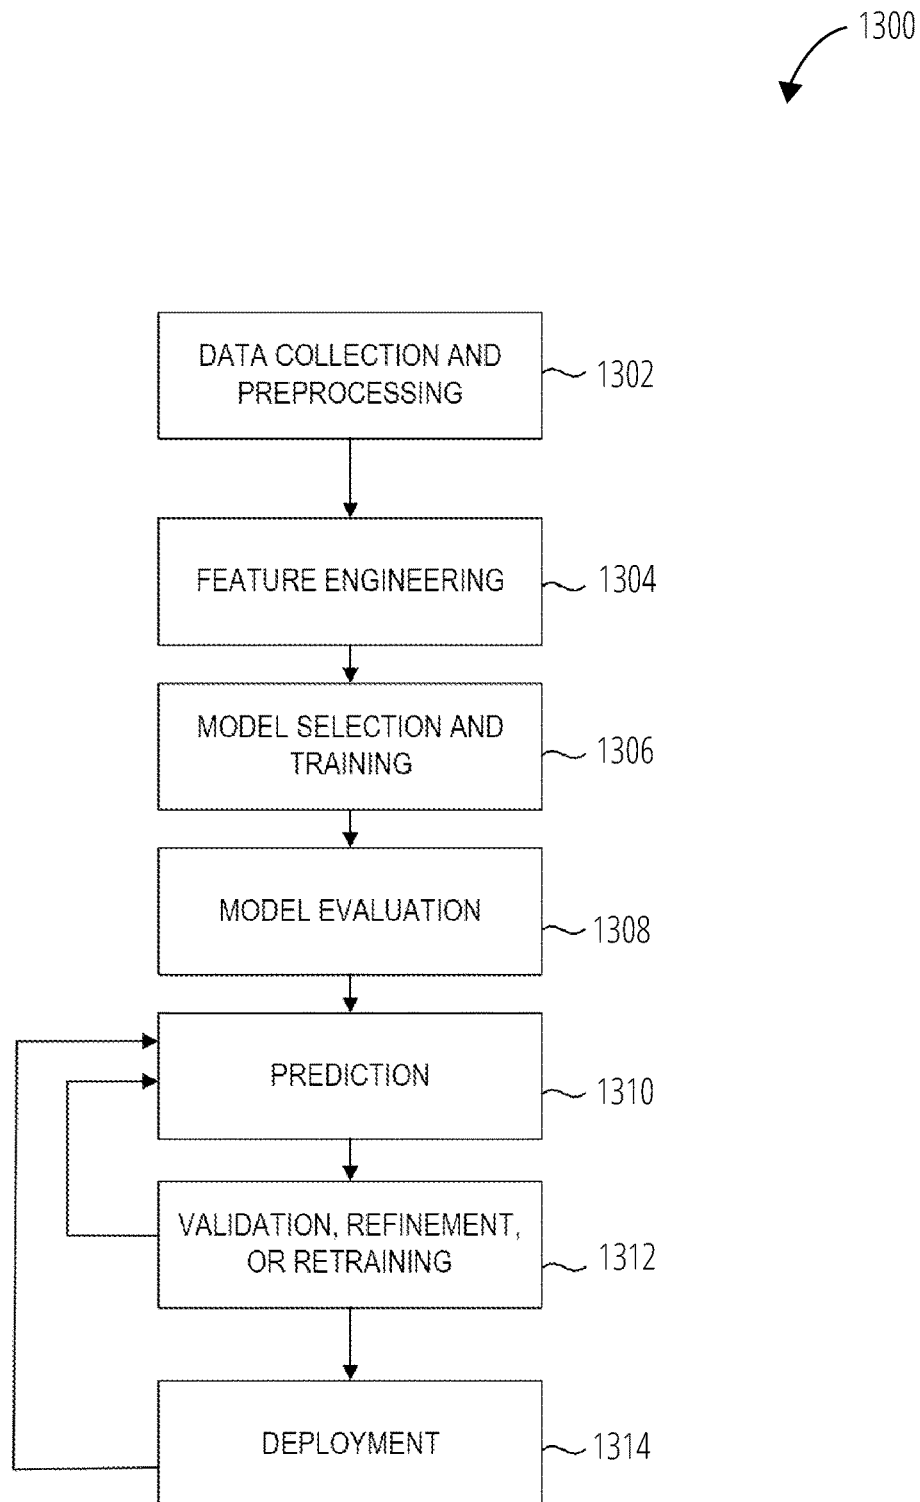 1300
DATA COLLECTION AND
PREPROCESSING
1302
FEATURE ENGINEERING
1304
MODEL SELECTION AND
TRAINING
1306
MODEL EVALUATION
1308
PREDICTION
1310
VALIDATION, REFINEMENT,
OR RETRAINING
1312
DEPLOYMENT
1314